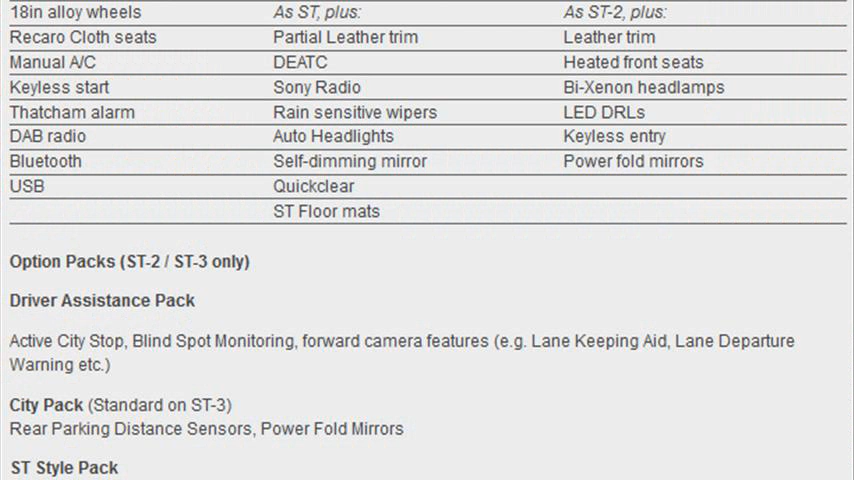 18in alloy wheels As ST, plus: As ST-2, plus:
Recaro Cloth seats Partial Leather trim Leather trim
Manual A/C DEATC Heated front seats
Keyless start Sony Radio Bi-Xenon headlamps
Thatcham alarm Rain sensitive wipers LED DRLs
DAB radio Auto Headlights Keyless entry
Bluetooth Self-dimming mirror Power fold mirrors
USB Quickclear
ST Floor mats
Option Packs (ST-2 / ST-3 only)
Driver Assistance Pack
Active City Stop, Blind Spot Monitoring, forward camera features (e.g. Lane Keeping Aid, Lane Departure
Warning etc.)
City Pack (Standard on ST-3)
Rear Parking Distance Sensors, Power Fold Mirrors
ST Style Pack